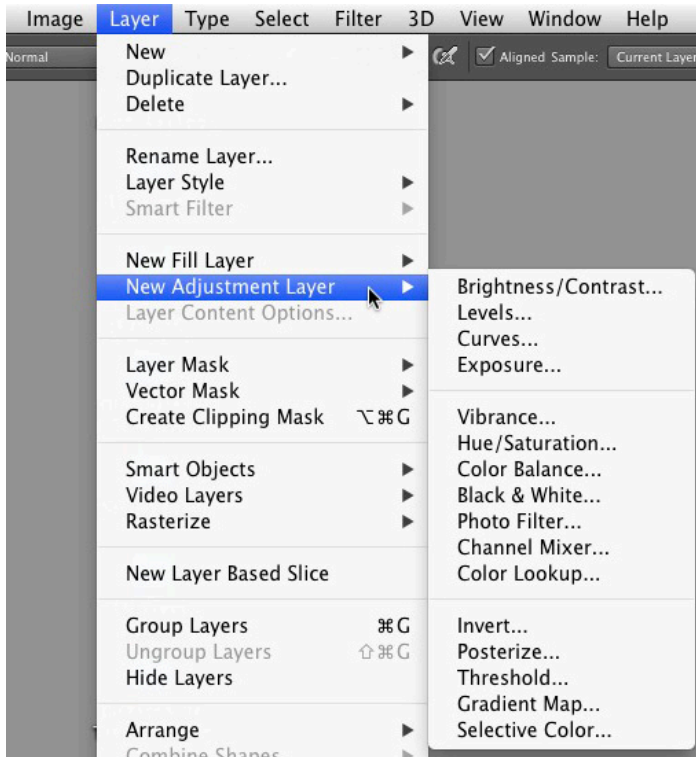 Image Layer Type Select Filter 3D View Window Help
Normal
Aligned Sample: Current Layer
New
Duplicate Layer...
Delete
Rename Layer...
Layer Style
Smart Filter
New Fill Layer
New Adjustment Layer
Layer Content Options...
Layer Mask
Vector Mask
Create Clipping Mask ⌥⌘G
Smart Objects
Video Layers
Rasterize
New Layer Based Slice
Group Layers ⌘G
Ungroup Layers ⇧⌘G
Hide Layers
Arrange
Combine Shapes
Brightness/Contrast...
Levels...
Curves...
Exposure...
Vibrance...
Hue/Saturation...
Color Balance...
Black & White...
Photo Filter...
Channel Mixer...
Color Lookup...
Invert...
Posterize...
Threshold...
Gradient Map...
Selective Color...